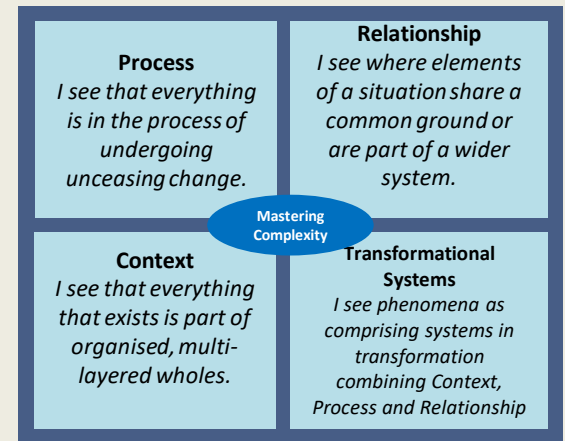 Process
I see that everything
is in the process of
undergoing
unceasing change.
Relationship
I see where elements
of a situation share a
common ground or
are part of a wider
system.
Mastering
Complexity
Context
I see that everything
that exists is part of
organised, multi-
layered wholes.
Transformational
Systems
I see phenomena as
comprising systems in
transformation
combining Context,
Process and Relationship